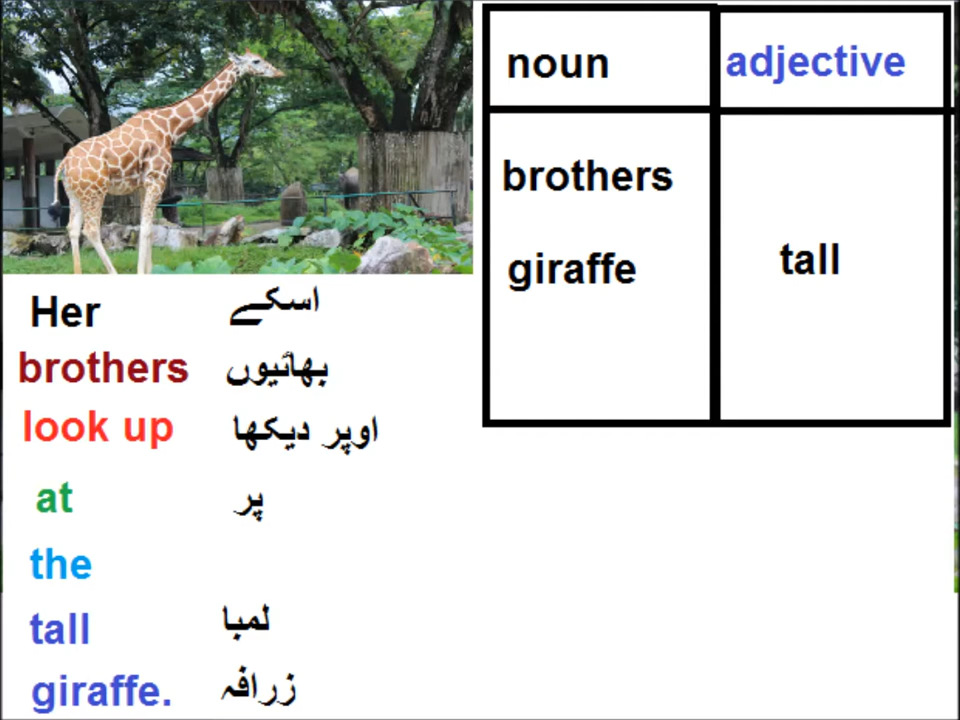 noun adjective
brothers
giraffe tall
Her اسکے
brothers بھائیوں
look up اوپر دیکھا
at پر
the
tall لمبا
giraffe. زرافہ